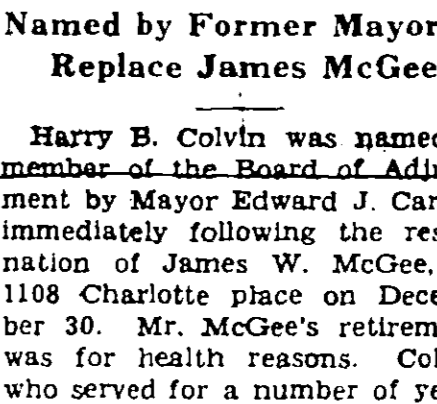 Named by Former Mayor
Replace James McGee
Harry B. Colvin was named
member of the Board of Adju
ment by Mayor Edward J. Car
immediately following the res
nation of James W. McGee,
1108 Charlotte place on Dece
ber 30. Mr. McGee's retirem
was for health reasons. Col
who served for a number of ye